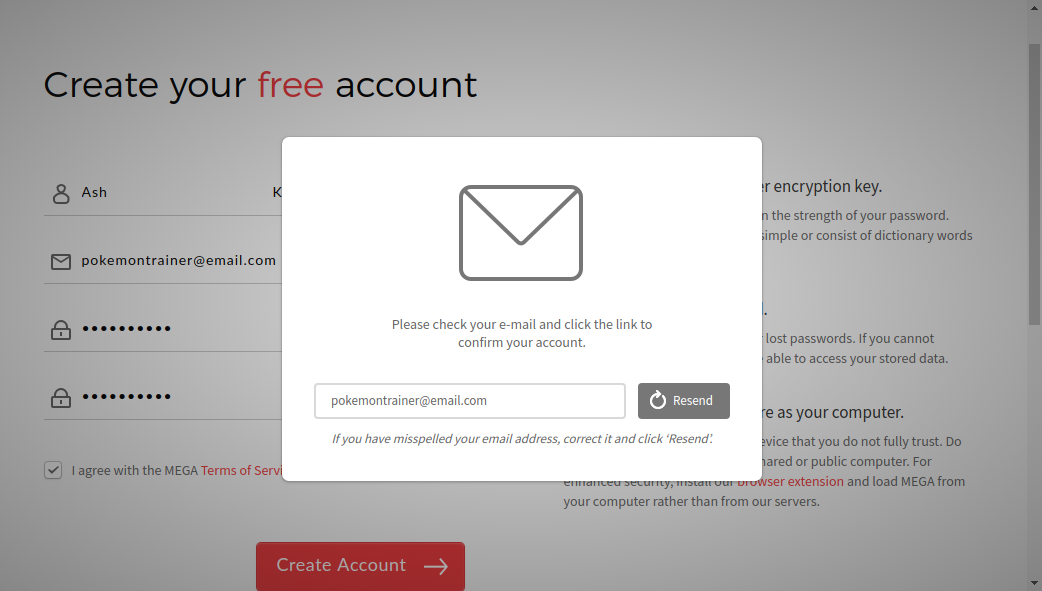 Create your free account
Ash K
pokemontrainer@email.com
••••••••••
••••••••••
I agree with the MEGA Terms of
Create Account
Please check your e-mail and click the link to
confirm your account.
pokemontrainer@email.com Resend
If you have misspelled your email address, correct it and click ‘Resend’.
encryption key.
the strength of your password.
simple or consist of dictionary words
lost passwords. If you cannot
able to access your stored data.
as your computer.
that you do not fully trust. Do
or public computer. For
enhanced security, install our browser extension and load MEGA from
your computer rather than from our servers.